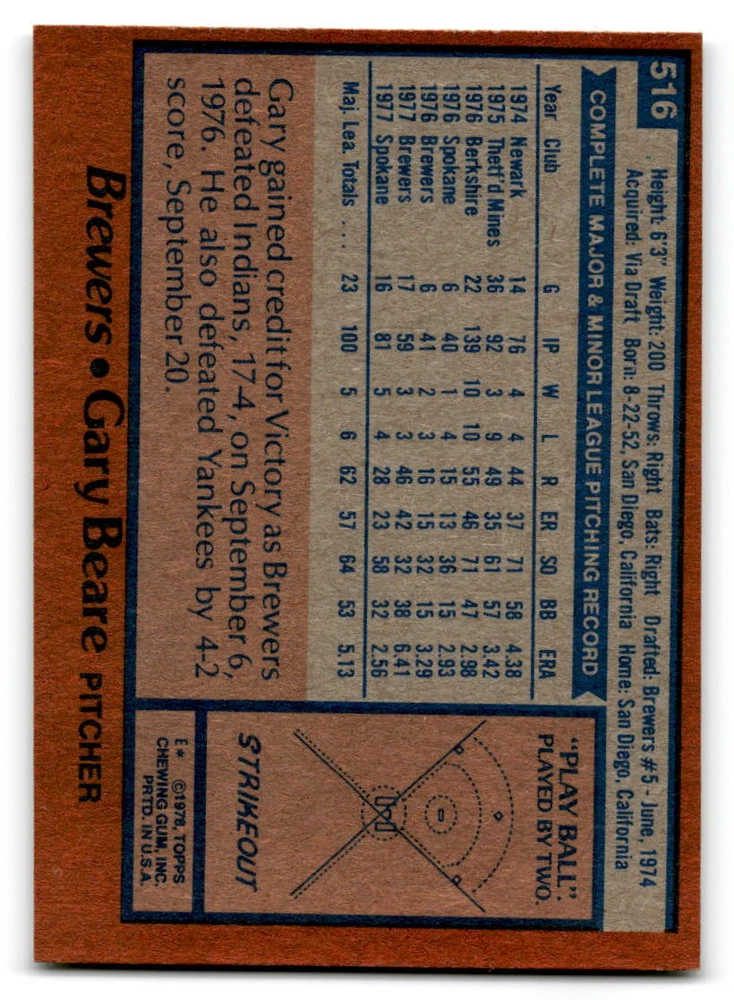 516
Height: 6'3" Weight: 200 Throws: Right Bats: Right Drafted: Brewers #5 - June, 1974
Acquired: Via Draft Born: 8-22-52, San Diego, California Home: San Diego, California
COMPLETE MAJOR & MINOR LEAGUE PITCHING RECORD
Year Club G IP W L R ER SO BB ERA
1974 Newark 14 76 4 4 44 37 71 58 4.38
1975 Thetf'd Mines 36 92 3 9 49 35 61 57 3.42
1976 Berkshire 22 139 10 10 55 46 71 47 2.98
1976 Spokane 6 40 1 4 15 13 36 15 2.93
1976 Brewers 6 41 2 3 16 15 32 15 3.29
1977 Brewers 17 59 3 3 46 42 32 38 6.41
1977 Spokane 16 81 5 4 28 23 58 32 2.56
Maj. Lea. Totals .... 23 100 5 6 62 57 64 53 5.13
Gary gained credit for Victory as Brewers
defeated Indians, 17-4, on September 6,
1976. He also defeated Yankees by 4-2
score, September 20.
"PLAY BALL"
PLAYED BY TWO.
STRIKEOUT
Brewers • Gary Beare PITCHER
E* ©1978, TOPPS
CHEWING GUM, INC.
PRTD. IN U.S.A.